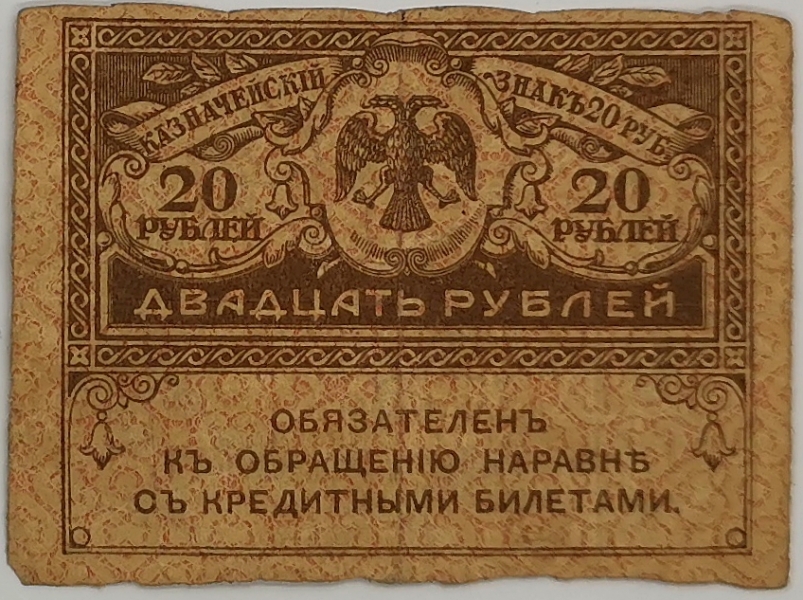 КАЗНАЧЕЙСКІЙ
ЗНАКЪ 20 РУБ.
20
РУБЛЕЙ
20
РУБЛЕЙ
ДВАДЦАТЬ РУБЛЕЙ
ОБЯЗАТЕЛЕНЪ
КЪ ОБРАЩЕНІЮ НАРАВНѢ
СЪ КРЕДИТНЫМИ БИЛЕТАМИ.